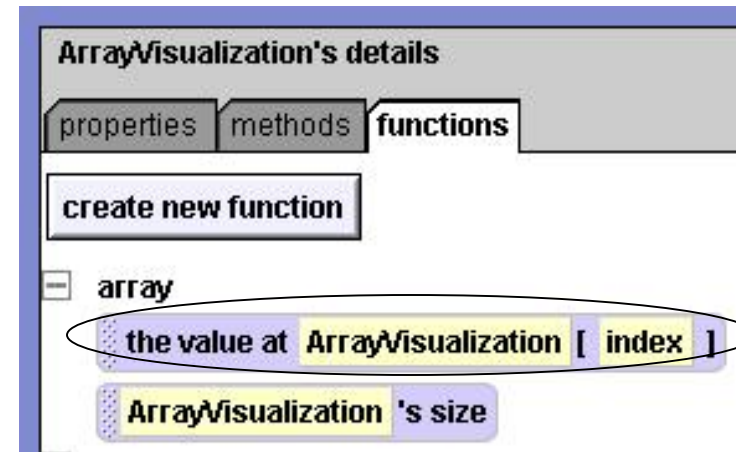 ArrayVisualization's details
properties methods functions
create new function
array
the value at ArrayVisualization [ index ]
ArrayVisualization 's size